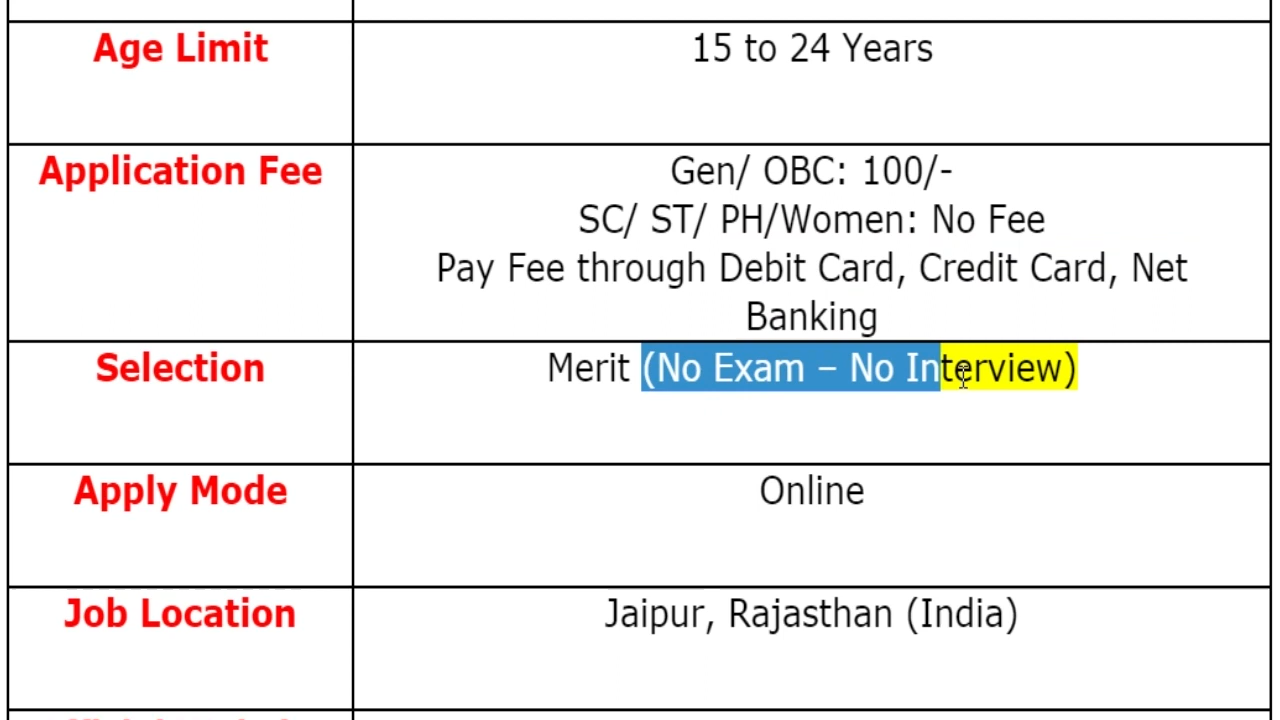 Age Limit
15 to 24 Years
Application Fee
Gen/ OBC: 100/-
SC/ ST/ PH/Women: No Fee
Pay Fee through Debit Card, Credit Card, Net
Banking
Selection
Merit (No Exam – No Interview)
Apply Mode
Online
Job Location
Jaipur, Rajasthan (India)